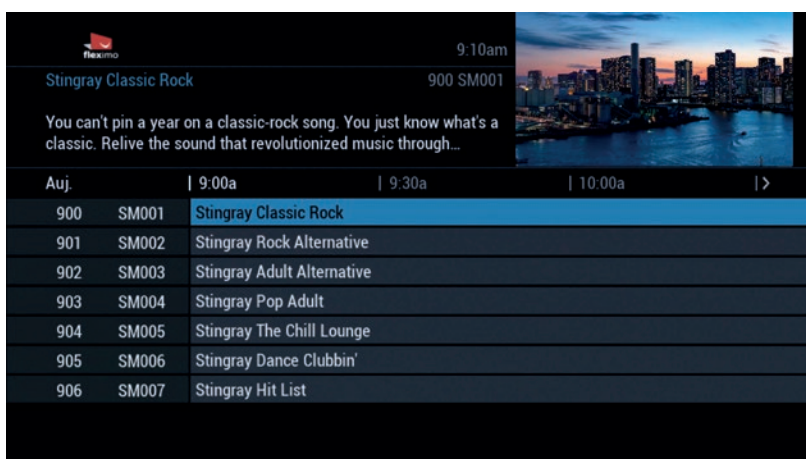 fleximo
9:10am
Stingray Classic Rock 900 SM001
You can't pin a year on a classic-rock song. You just know what's a
classic. Relive the sound that revolutionized music through...
Auj. | 9:00a | 9:30a | 10:00a | >
900 SM001 Stingray Classic Rock
901 SM002 Stingray Rock Alternative
902 SM003 Stingray Adult Alternative
903 SM004 Stingray Pop Adult
904 SM005 Stingray The Chill Lounge
905 SM006 Stingray Dance Clubbin'
906 SM007 Stingray Hit List